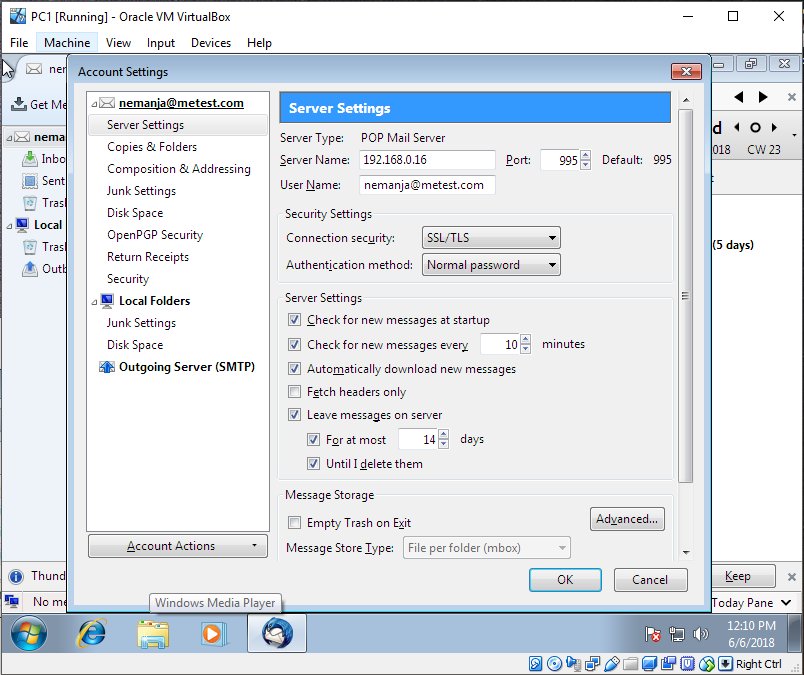 PC1 [Running] - Oracle VM VirtualBox
File Machine View Input Devices Help
Account Settings
Get Me
nemanja@metest.com
Server Settings
Copies & Folders
Composition & Addressing
Junk Settings
Disk Space
OpenPGP Security
Return Receipts
Security
Local Folders
Junk Settings
Disk Space
Outgoing Server (SMTP)
Account Actions
nema
Inbo
Sent
Tras
Local
Tras
Outb
Server Settings
Server Type: POP Mail Server
Server Name: 192.168.0.16 Port: 995 Default: 995
User Name: nemanja@metest.com
Security Settings
Connection security: SSL/TLS
Authentication method: Normal password
Server Settings
Check for new messages at startup
Check for new messages every 10 minutes
Automatically download new messages
Fetch headers only
Leave messages on server
For at most 14 days
Until I delete them
Message Storage
Empty Trash on Exit
Advanced...
Message Store Type: File per folder (mbox)
OK Cancel
d
018 CW 23
(5 days)
Thund
Keep
No me
Today Pane
Windows Media Player
12:10 PM
6/6/2018
Right Ctrl